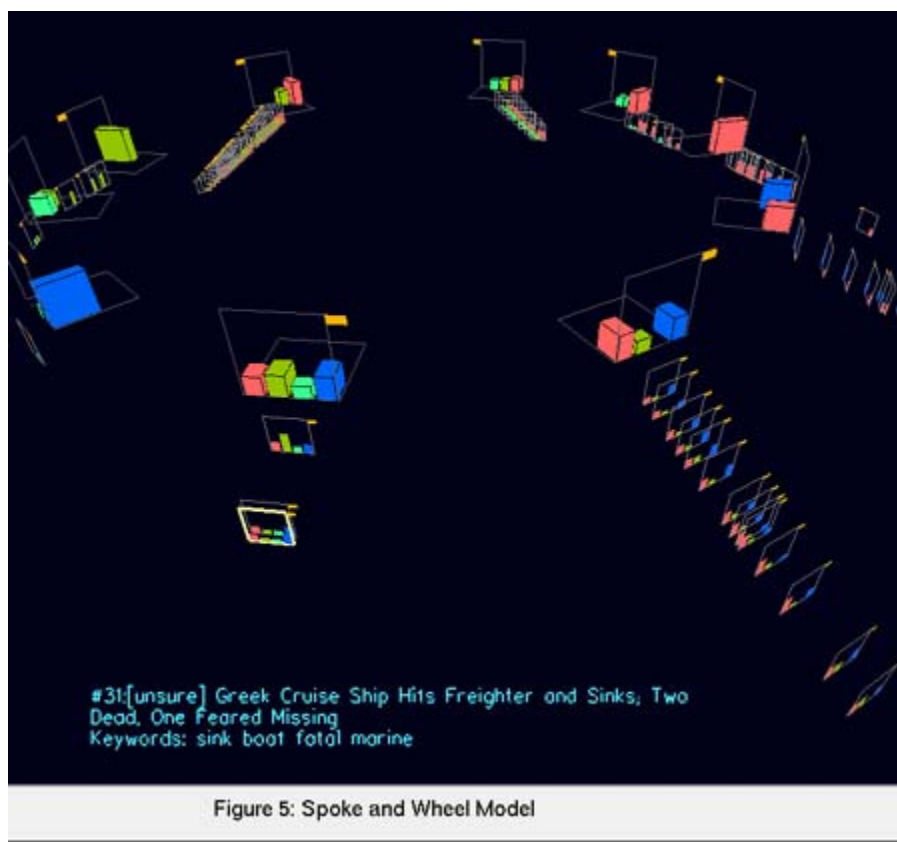 #31:[unsure] Greek Cruise Ship Hits Freighter and Sinks; Two
Dead, One Feared Missing
Keywords: sink boat fatal marine
Figure 5: Spoke and Wheel Model